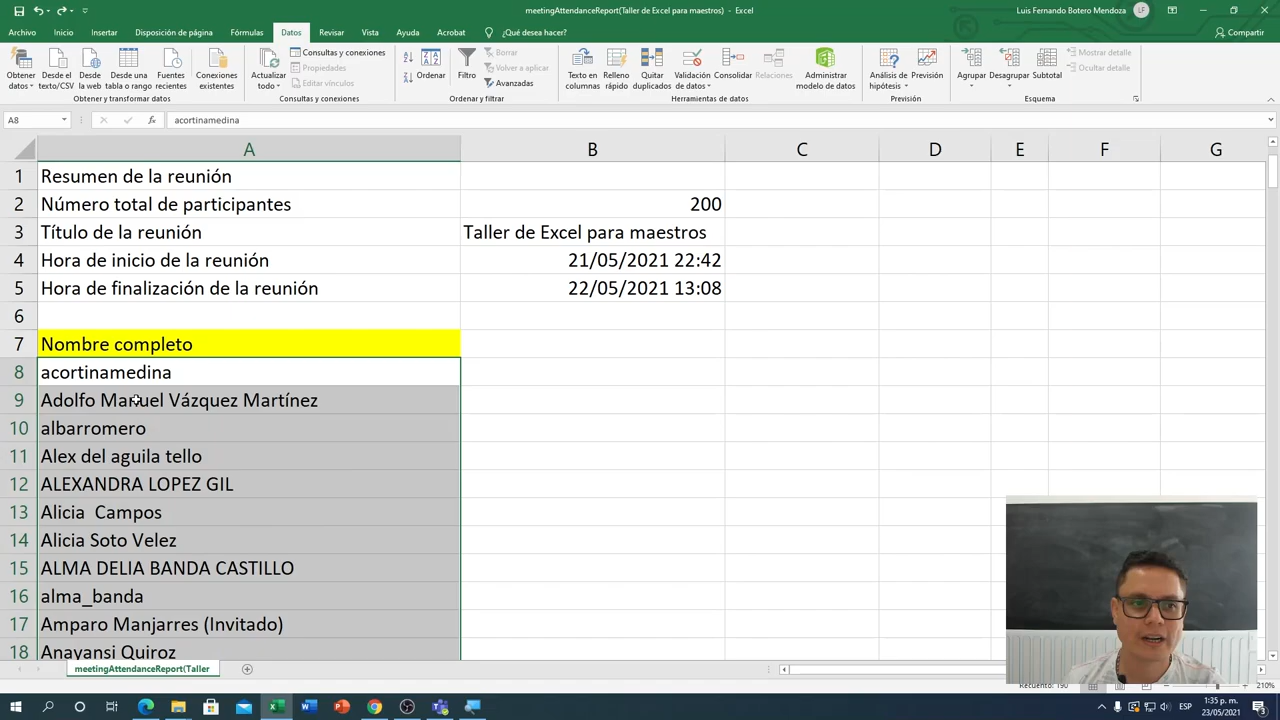 meetingAttendanceReport(Taller de Excel para maestros) - Excel
Luis Fernando Botero Mendoza
LF
Archivo Inicio Insertar Disposición de página Fórmulas Datos Revisar Vista Ayuda Acrobat ¿Qué desea hacer? Compartir
Obtener datos
Desde el texto/CSV
Desde la web
Desde una tabla o rango
Fuentes recientes
Conexiones existentes
Obtener y transformar datos
Actualizar todo
Consultas y conexiones
Propiedades
Editar vínculos
Consultas y conexiones
Ordenar
Filtro
Borrar
Volver a aplicar
Avanzadas
Ordenar y filtrar
Texto en columnas
Relleno rápido
Quitar duplicados
Validación de datos
Consolidar
Relaciones
Administrar modelo de datos
Herramientas de datos
Análisis de hipótesis
Previsión
Previsión
Agrupar
Desagrupar
Subtotal
Mostrar detalle
Ocultar detalle
Esquema
A8 fx acortinamedina
A B C D E F G
1 Resumen de la reunión
2 Número total de participantes 200
3 Título de la reunión Taller de Excel para maestros
4 Hora de inicio de la reunión 21/05/2021 22:42
5 Hora de finalización de la reunión 22/05/2021 13:08
6
7 Nombre completo
8 acortinamedina
9 Adolfo Manuel Vázquez Martínez
10 albarromero
11 Alex del aguila tello
12 ALEXANDRA LOPEZ GIL
13 Alicia  Campos
14 Alicia Soto Velez
15 ALMA DELIA BANDA CASTILLO
16 alma_banda
17 Amparo Manjarres (Invitado)
18 Anayansi Quiroz
meetingAttendanceReport(Taller
Recuento: 190
210%
ESP
1:35 p. m.
23/05/2021